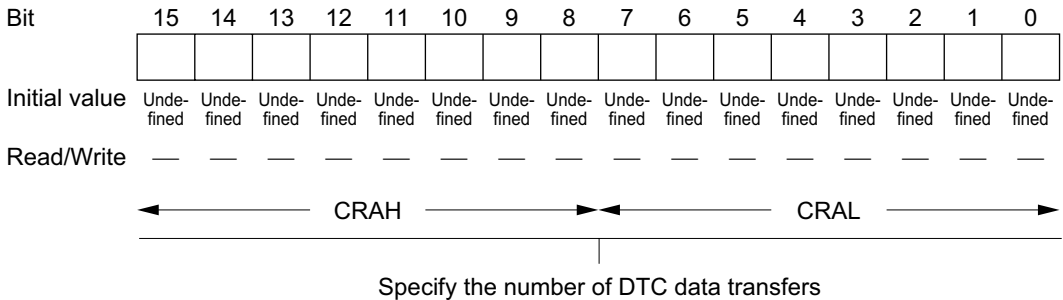 Bit 15 14 13 12 11 10 9 8 7 6 5 4 3 2 1 0
Initial value Unde- Unde- Unde- Unde- Unde- Unde- Unde- Unde- Unde- Unde- Unde- Unde- Unde- Unde- Unde- Unde-
fined fined fined fined fined fined fined fined fined fined fined fined fined fined fined fined
Read/Write — — — — — — — — — — — — — — — —
CRAH CRAL
Specify the number of DTC data transfers